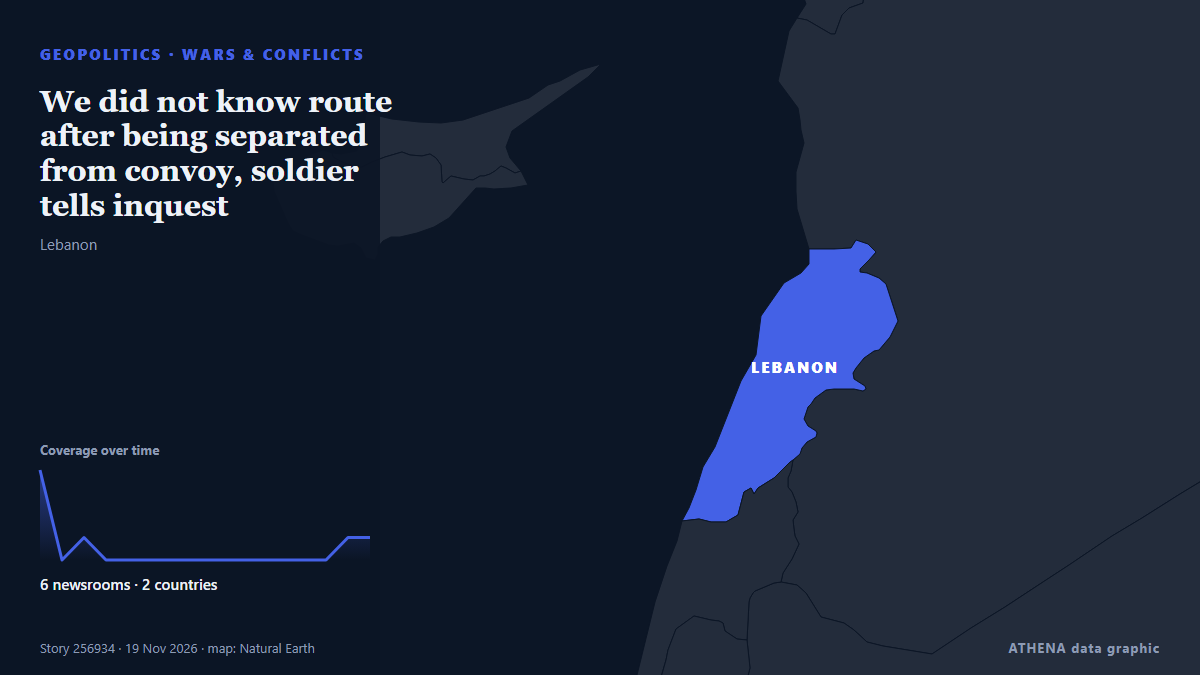 GEOPOLITICS · WARS & CONFLICTS
We did not know route
after being separated
from convoy, soldier
tells inquest
Lebanon
LEBANON
Coverage over time
6 newsrooms · 2 countries
Story 256934 · 19 Nov 2026 · map: Natural Earth
ATHENA data graphic